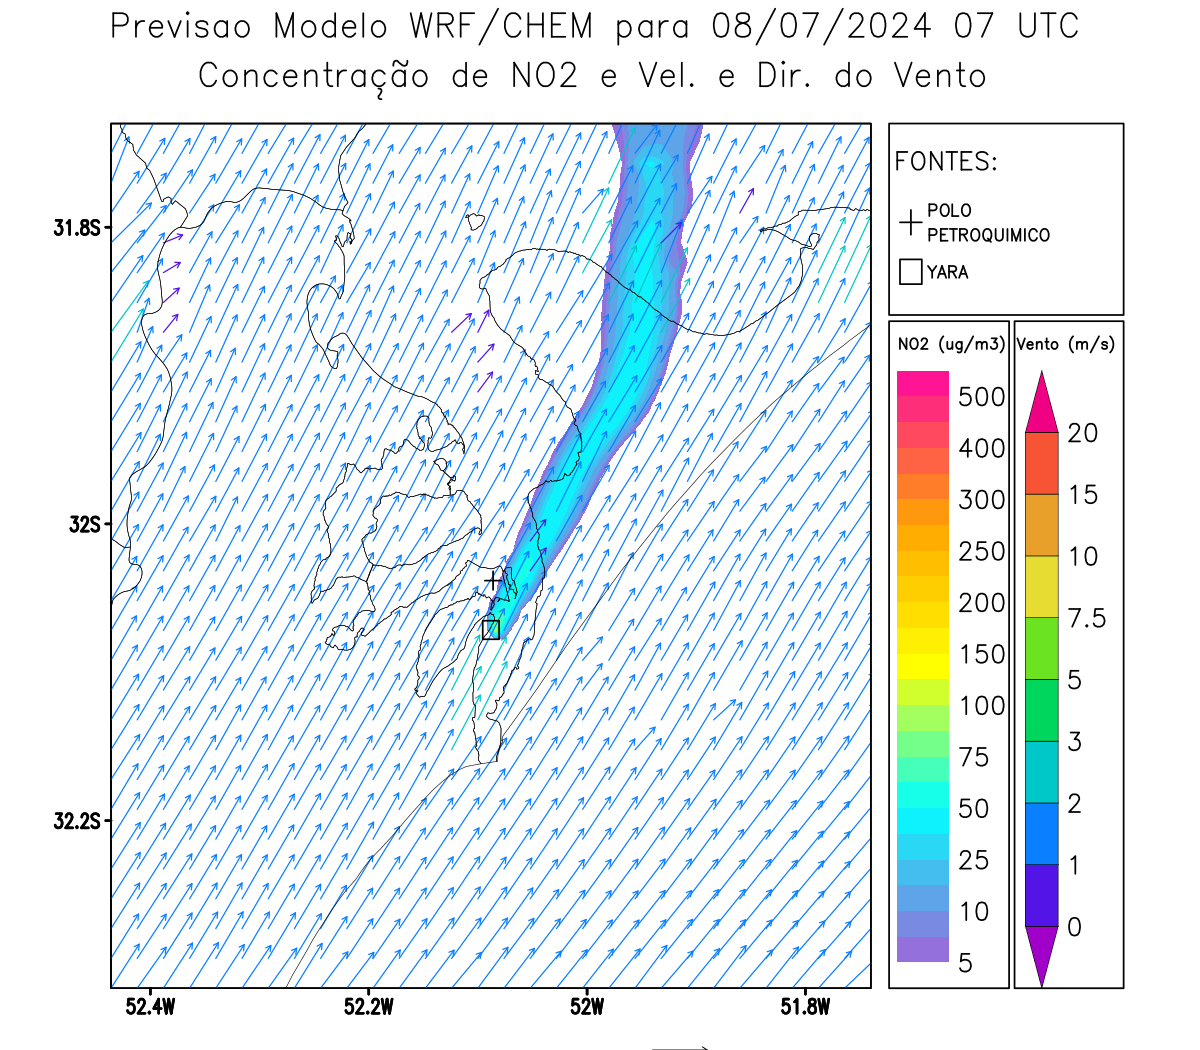 Previsao Modelo WRF/CHEM para 08/07/2024 07 UTC
Concentração de NO2 e Vel. e Dir. do Vento
FONTES:
POLO
PETROQUIMICO
YARA
31.8S
32S
32.2S
52.4W
52.2W
52W
51.8W
NO2 (ug/m3)
500
400
300
250
200
150
100
75
50
25
10
5
Vento (m/s)
20
15
10
7.5
5
3
2
1
0